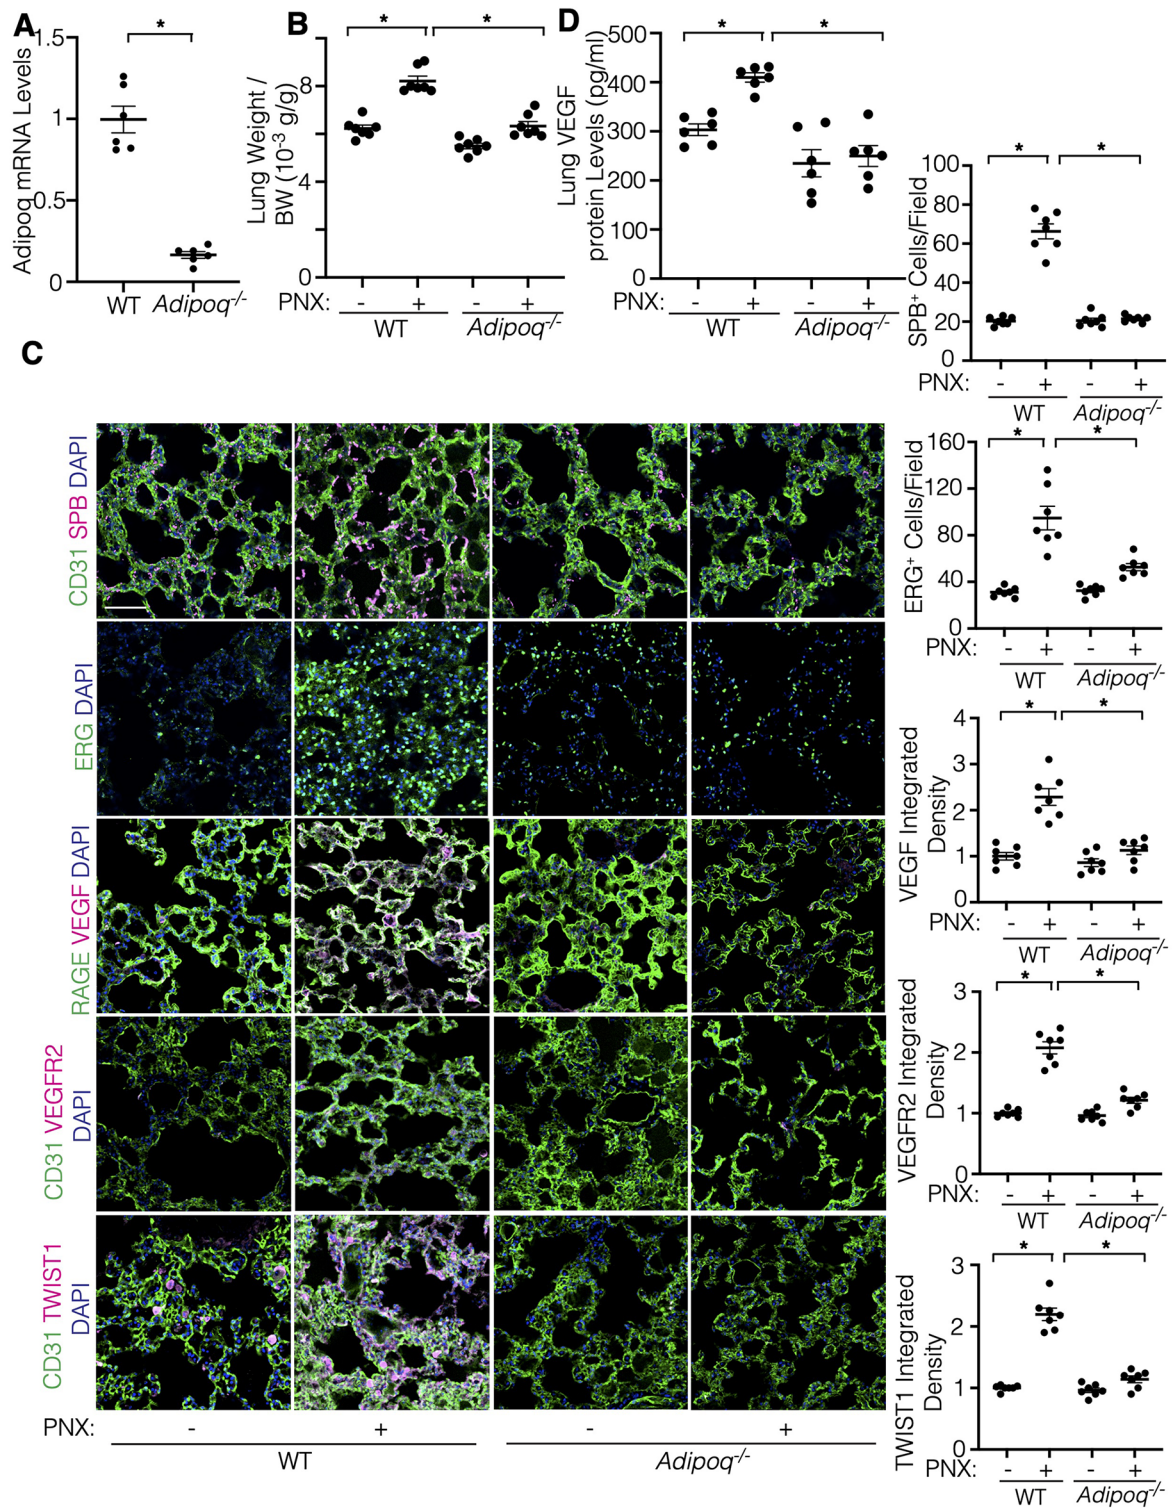 A
Adipoq mRNA Levels
1.5
1
0.5
0
*
WT Adipoq-/-
B
Lung Weight /
BW (10-3 g/g)
8
4
0
* *
PNX: - + - +
WT Adipoq-/-
D
Lung VEGF
protein Levels (pg/ml)
500
400
300
200
100
0
* *
PNX: - + - +
WT Adipoq-/-
SPB+ Cells/Field
100
80
60
40
20
0
* *
PNX: - + - +
WT Adipoq-/-
C
CD31 SPB DAPI
ERG DAPI
RAGE VEGF DAPI
CD31 VEGFR2
DAPI
CD31 TWIST1
DAPI
PNX: - + - +
WT Adipoq-/-
ERG+ Cells/Field
160
120
80
40
0
* *
PNX: - + - +
WT Adipoq-/-
VEGF Integrated
Density
4
3
2
1
0
* *
PNX: - + - +
WT Adipoq-/-
VEGFR2 Integrated
Density
3
2
1
0
* *
PNX: - + - +
WT Adipoq-/-
TWIST1 Integrated
Density
3
2
1
0
* *
PNX: - + - +
WT Adipoq-/-